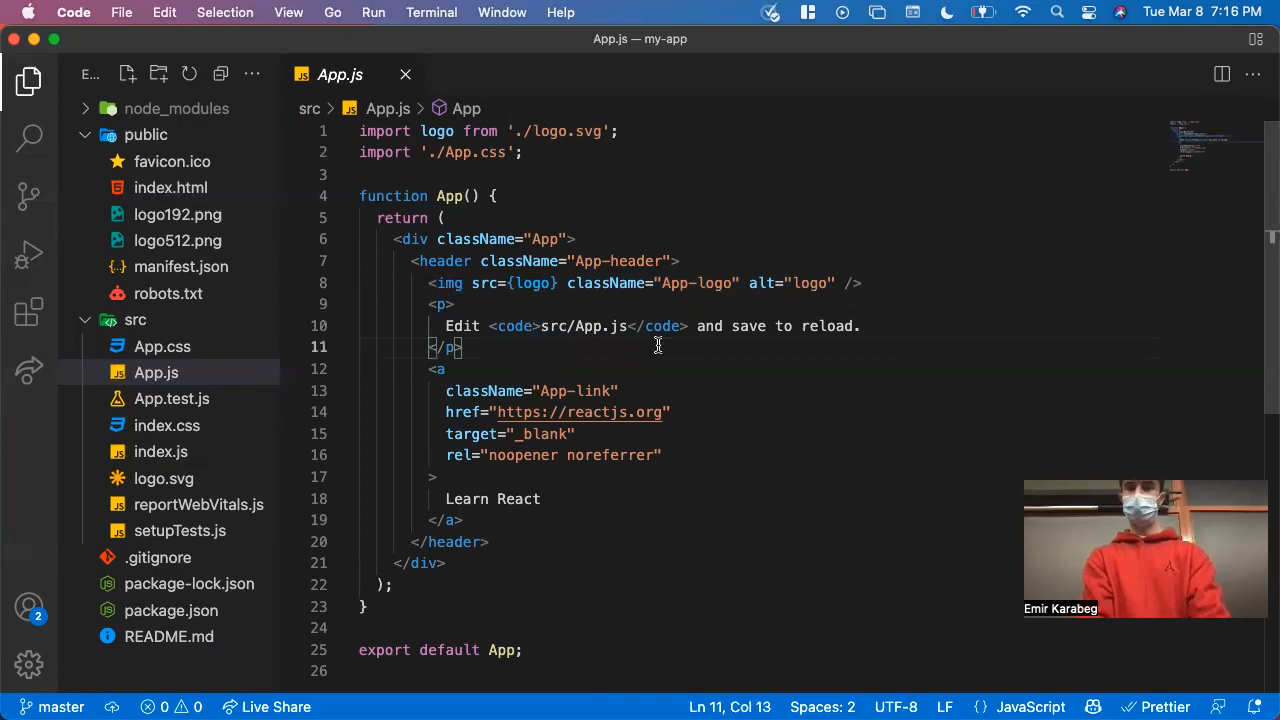 Code File Edit Selection View Go Run Terminal Window Help Tue Mar 8 7:16 PM
App.js — my-app
E...
App.js
node_modules
public
favicon.ico
index.html
logo192.png
logo512.png
manifest.json
robots.txt
src
App.css
App.js
App.test.js
index.css
index.js
logo.svg
reportWebVitals.js
setupTests.js
.gitignore
package-lock.json
package.json
README.md
src > JS App.js > App
1 import logo from './logo.svg';
2 import './App.css';
3
4 function App() {
5 return (
6 <div className="App">
7 <header className="App-header">
8 <img src={logo} className="App-logo" alt="logo" />
9 <p>
10 Edit <code>src/App.js</code> and save to reload.
11 </p>
12 <a
13 className="App-link"
14 href="https://reactjs.org"
15 target="_blank"
16 rel="noopener noreferrer"
17 >
18 Learn React
19 </a>
20 </header>
21 </div>
22 );
23 }
24
25 export default App;
26
Emir Karabeg
2
master 0 0 Live Share Ln 11, Col 13 Spaces: 2 UTF-8 LF {} JavaScript Prettier